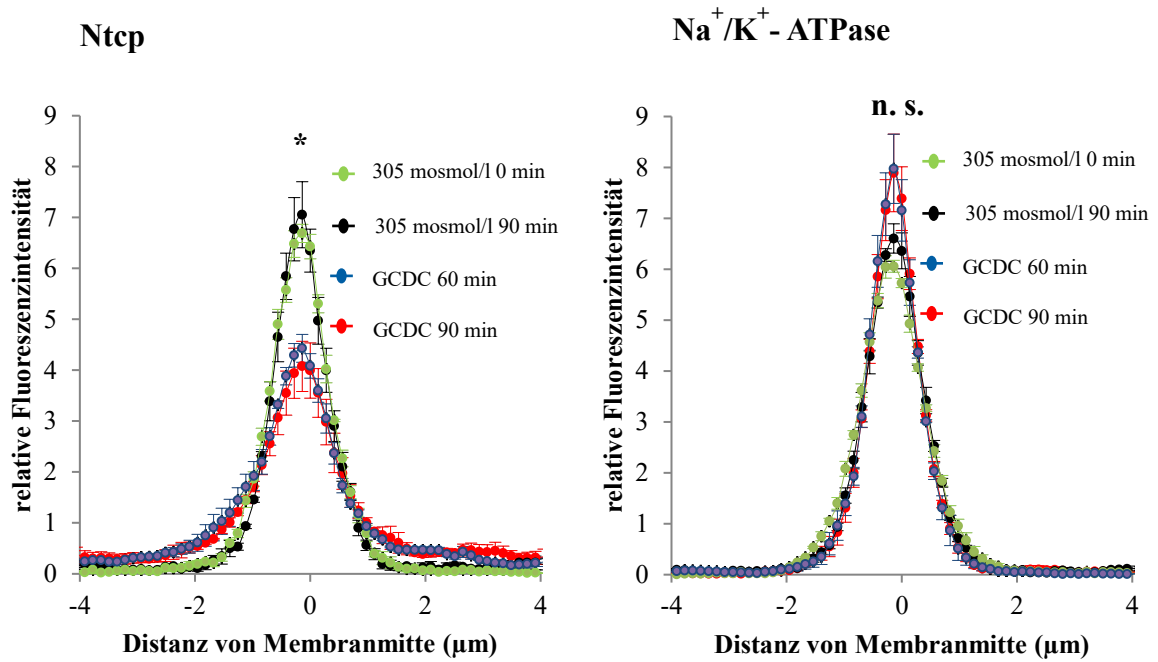 Ntcp
relative Fluoreszenzintensität
9
8
7
6
5
4
3
2
1
0
*
305 mosmol/l 0 min
305 mosmol/l 90 min
GCDC 60 min
GCDC 90 min
-4 -2 0 2 4
Distanz von Membranmitte (µm)
Na⁺/K⁺- ATPase
relative Fluoreszenzintensität
9
8
7
6
5
4
3
2
1
0
n. s.
305 mosmol/l 0 min
305 mosmol/l 90 min
GCDC 60 min
GCDC 90 min
-4 -2 0 2 4
Distanz von Membranmitte (µm)